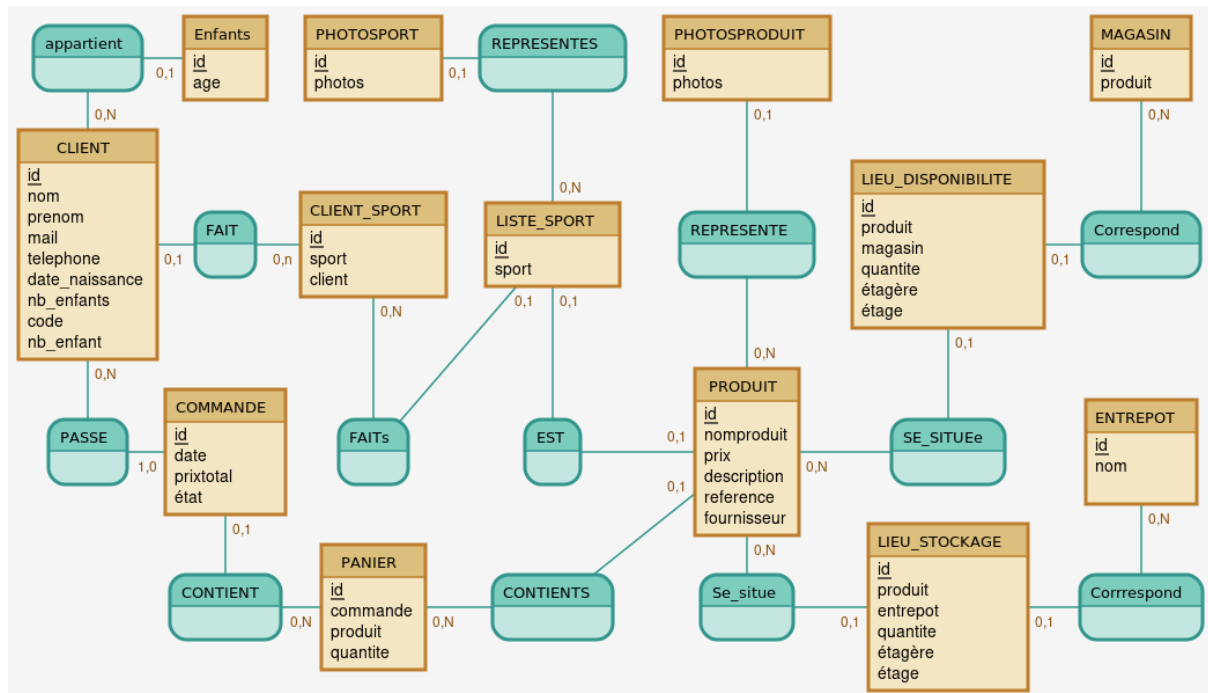 appartient
Enfants
id
age
0,1
0,N
PHOTOSPORT
id
photos
0,1
REPRESENTES
0,N
PHOTOSPRODUIT
id
photos
0,1
MAGASIN
id
produit
0,N
CLIENT
id
nom
prenom
mail
telephone
date_naissance
nb_enfants
code
nb_enfant
0,1
0,N
FAIT
0,n
CLIENT_SPORT
id
sport
client
0,N
LISTE_SPORT
id
sport
0,1
0,1
REPRESENTE
0,N
LIEU_DISPONIBILITE
id
produit
magasin
quantite
étagère
étage
0,1
0,1
Correspond
PASSE
1,0
COMMANDE
id
date
prixtotal
état
0,1
FAITs
EST
0,1
PRODUIT
id
nomproduit
prix
description
reference
fournisseur
0,1
0,N
0,N
SE_SITUEe
ENTREPOT
id
nom
0,N
CONTIENT
0,N
PANIER
id
commande
produit
quantite
0,N
CONTIENTS
Se_situe
0,1
LIEU_STOCKAGE
id
produit
entrepot
quantite
étagère
étage
0,1
Corrrespond